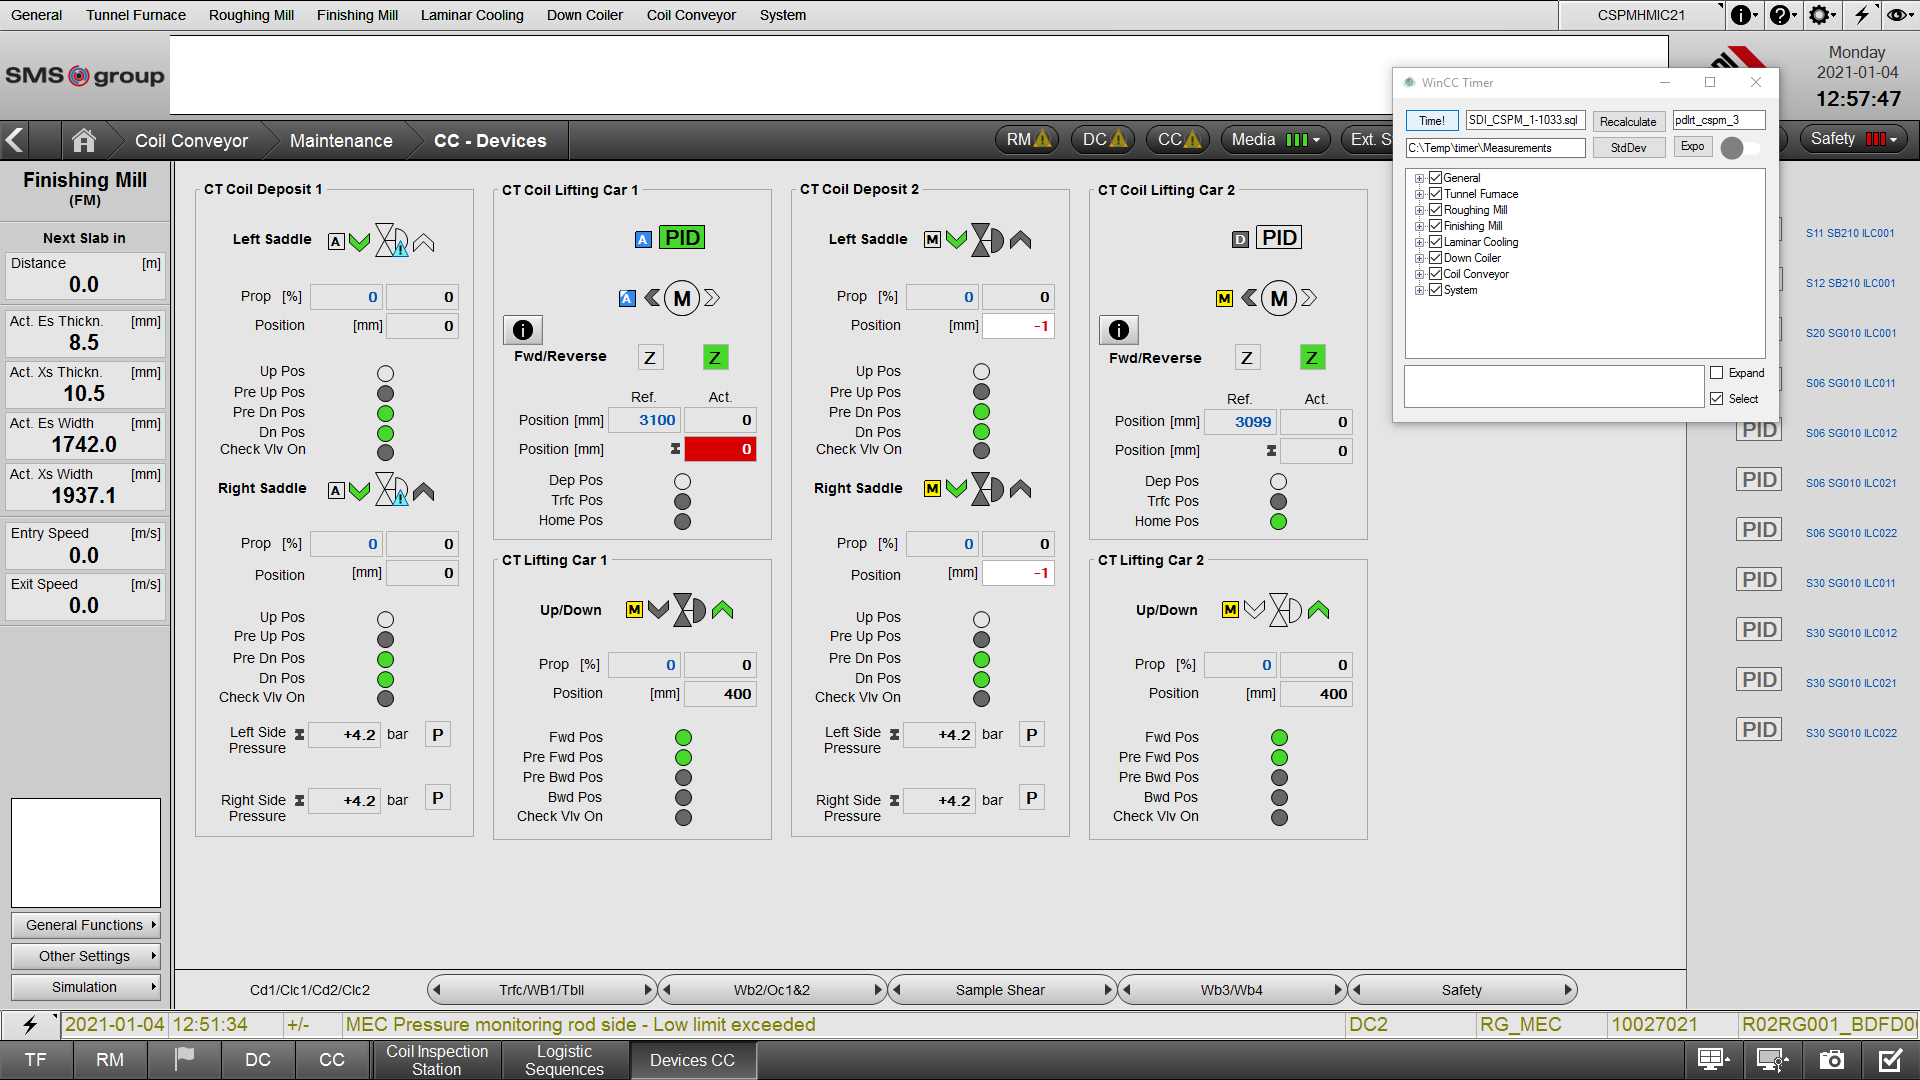 General Tunnel Furnace Roughing Mill Finishing Mill Laminar Cooling Down Coiler Coil Conveyor System CSPMHMIC21
SMS group
Monday
2021-01-04
12:57:47
Coil Conveyor Maintenance CC - Devices RM DC CC Media Ext. S Safety
WinCC Timer
Time! SDI_CSPM_1-1033.sql Recalculate pdlrt_cspm_3
C:\Temp\timer\Measurements StdDev Expo
General
Tunnel Furnace
Roughing Mill
Finishing Mill
Laminar Cooling
Down Coiler
Coil Conveyor
System
Expand
Select
Finishing Mill
(FM)
Next Slab in
Distance [m]
0.0
Act. Es Thickn. [mm]
8.5
Act. Xs Thickn. [mm]
10.5
Act. Es Width [mm]
1742.0
Act. Xs Width [mm]
1937.1
Entry Speed [m/s]
0.0
Exit Speed [m/s]
0.0
General Functions
Other Settings
Simulation
CT Coil Deposit 1
Left Saddle A
Prop [%] 0 0
Position [mm] 0
Up Pos
Pre Up Pos
Pre Dn Pos
Dn Pos
Check Vlv On
Right Saddle A
Prop [%] 0 0
Position [mm] 0
Up Pos
Pre Up Pos
Pre Dn Pos
Dn Pos
Check Vlv On
Left Side
Pressure +4.2 bar P
Right Side
Pressure +4.2 bar P
CT Coil Lifting Car 1
A PID
A M
Fwd/Reverse Z Z
Ref. Act.
Position [mm] 3100 0
Position [mm] 0
Dep Pos
Trfc Pos
Home Pos
CT Lifting Car 1
Up/Down M
Prop [%] 0 0
Position [mm] 400
Fwd Pos
Pre Fwd Pos
Pre Bwd Pos
Bwd Pos
Check Vlv On
CT Coil Deposit 2
Left Saddle M
Prop [%] 0 0
Position [mm] -1
Up Pos
Pre Up Pos
Pre Dn Pos
Dn Pos
Check Vlv On
Right Saddle M
Prop [%] 0 0
Position [mm] -1
Up Pos
Pre Up Pos
Pre Dn Pos
Dn Pos
Check Vlv On
Left Side
Pressure +4.2 bar P
Right Side
Pressure +4.2 bar P
CT Coil Lifting Car 2
D PID
M M
Fwd/Reverse Z Z
Ref. Act.
Position [mm] 3099 0
Position [mm] 0
Dep Pos
Trfc Pos
Home Pos
CT Lifting Car 2
Up/Down M
Prop [%] 0 0
Position [mm] 400
Fwd Pos
Pre Fwd Pos
Pre Bwd Pos
Bwd Pos
Check Vlv On
S11 SB210 ILC001
S12 SB210 ILC001
S20 SG010 ILC001
S06 SG010 ILC011
PID S06 SG010 ILC012
PID S06 SG010 ILC021
PID S06 SG010 ILC022
PID S30 SG010 ILC011
PID S30 SG010 ILC012
PID S30 SG010 ILC021
PID S30 SG010 ILC022
Cd1/Clc1/Cd2/Clc2 Trfc/WB1/Tbll Wb2/Oc1&2 Sample Shear Wb3/Wb4 Safety
2021-01-04 12:51:34 +/- MEC Pressure monitoring rod side - Low limit exceeded DC2 RG_MEC 10027021 R02RG001_BDFD0
TF RM DC CC Coil Inspection Station Logistic Sequences Devices CC